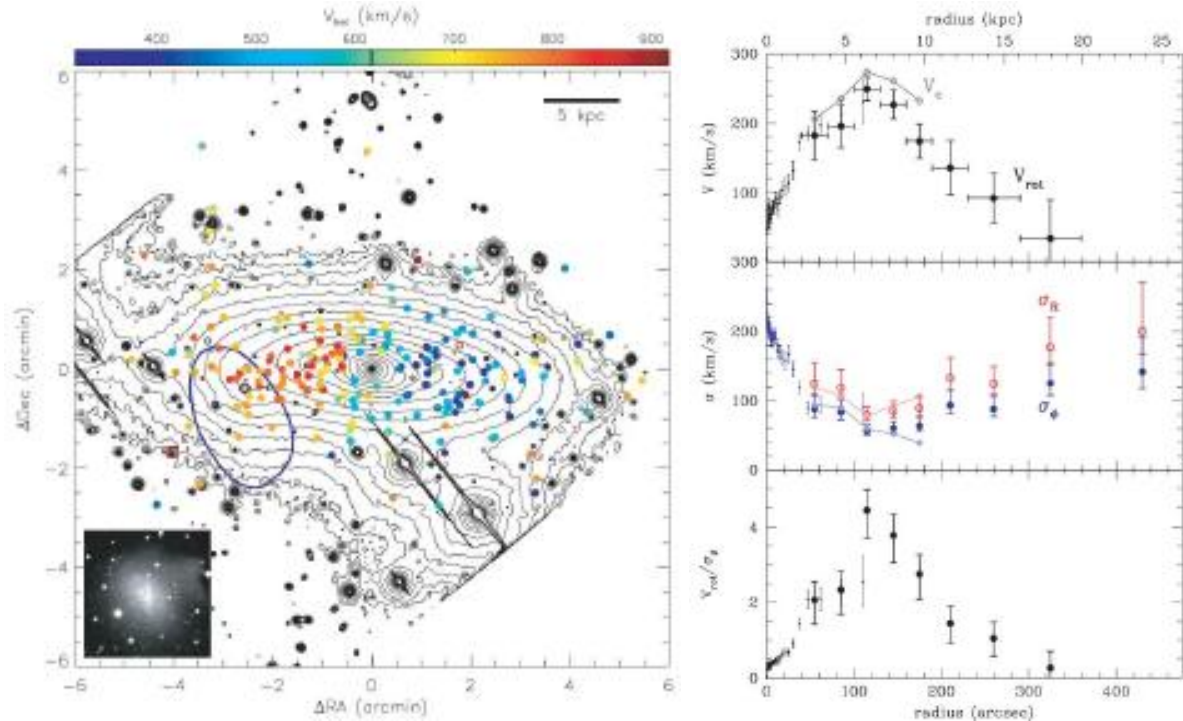 V_hel (km/s)
400 500 600 700 800 900
5 kpc
6
4
2
0
-2
-4
-6
ΔDec (arcmin)
-6 -4 -2 0 2 4 6
ΔRA (arcmin)
radius (kpc)
0 5 10 15 20 25
300
200
100
V (km/s)
V_c
V_rot
300
200
100
0
σ (km/s)
σ_R
σ_φ
4
2
0
V_rot/σ_φ
0 100 200 300 400
radius (arcsec)